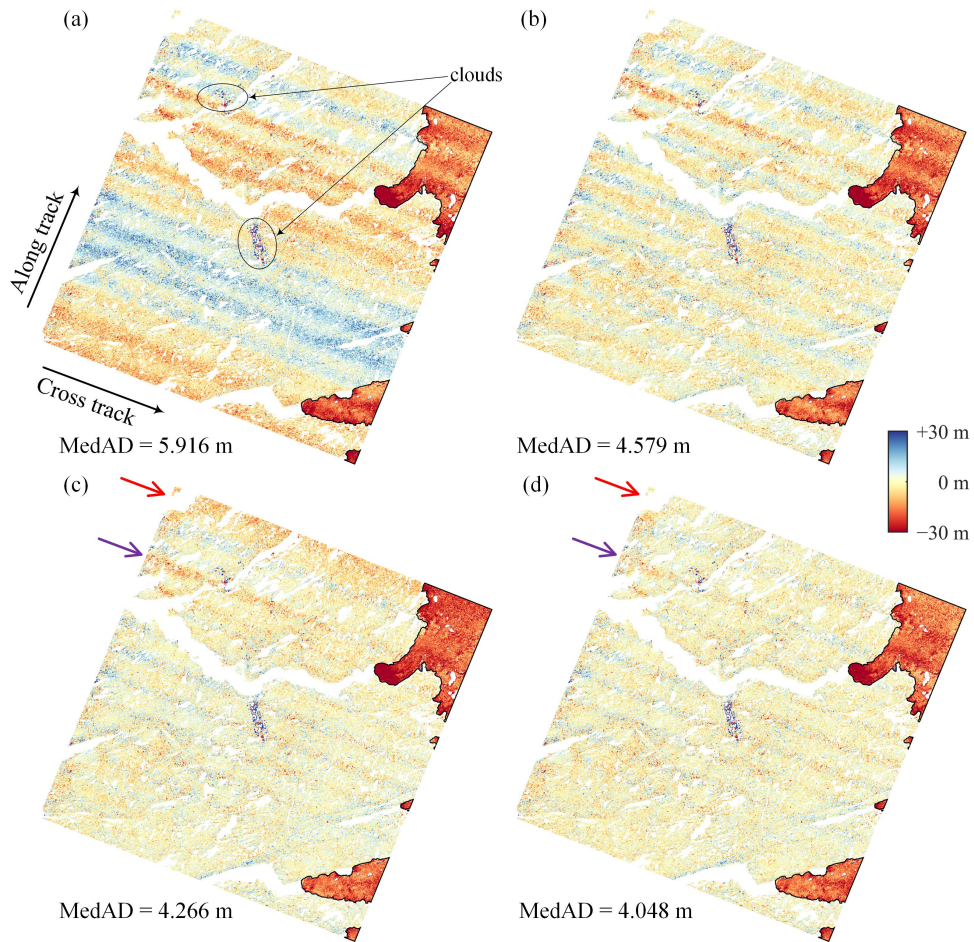 (a)
(b)
clouds
Along track
Cross track
MedAD = 5.916 m
MedAD = 4.579 m
+30 m
0 m
−30 m
(c)
(d)
MedAD = 4.266 m
MedAD = 4.048 m